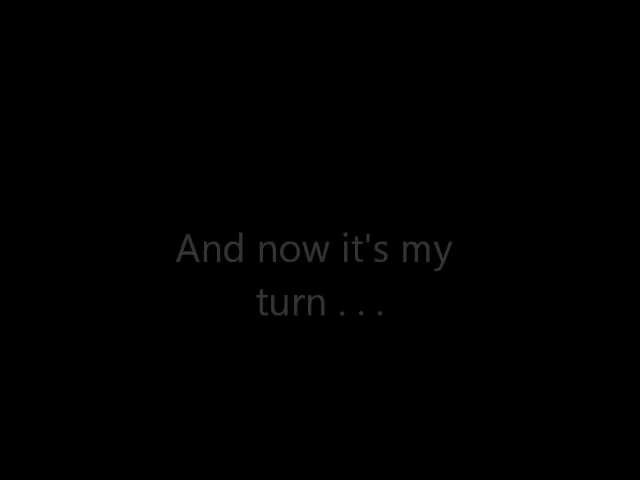 And now it's my
turn . . .